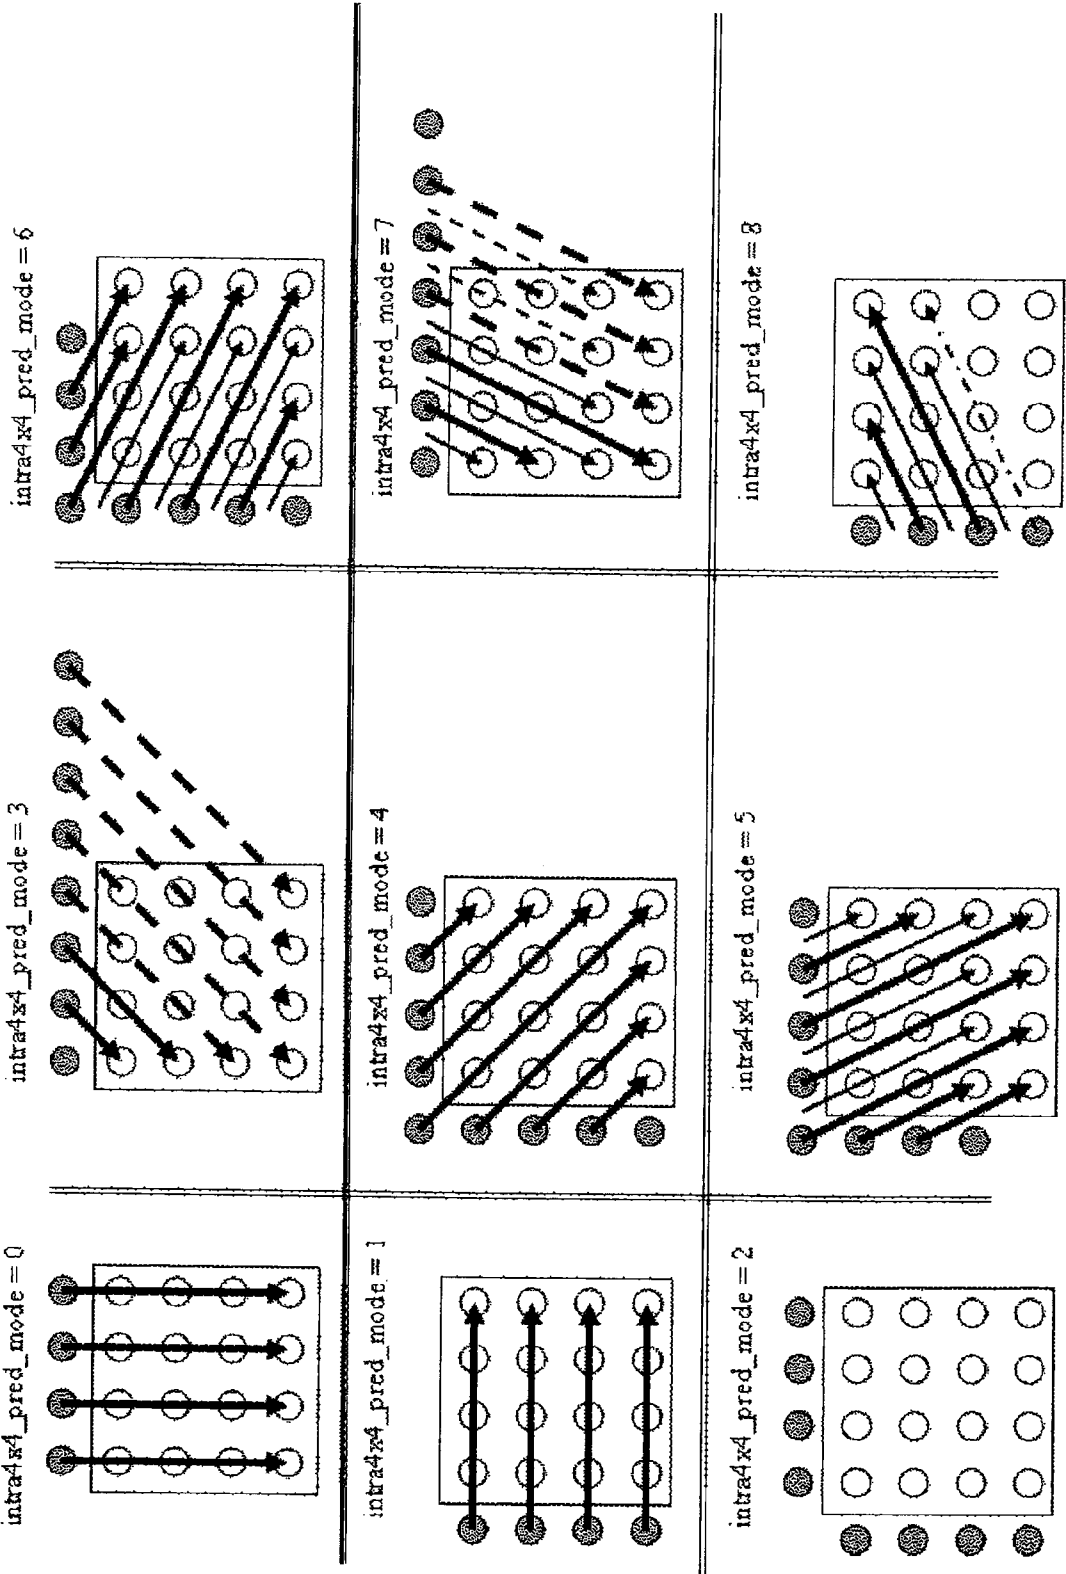 intra4x4_pred_mode = 0
intra4x4_pred_mode = 3
intra4x4_pred_mode = 6
intra4x4_pred_mode = 1
intra4x4_pred_mode = 4
intra4x4_pred_mode = 7
intra4x4_pred_mode = 2
intra4x4_pred_mode = 5
intra4x4_pred_mode = 8